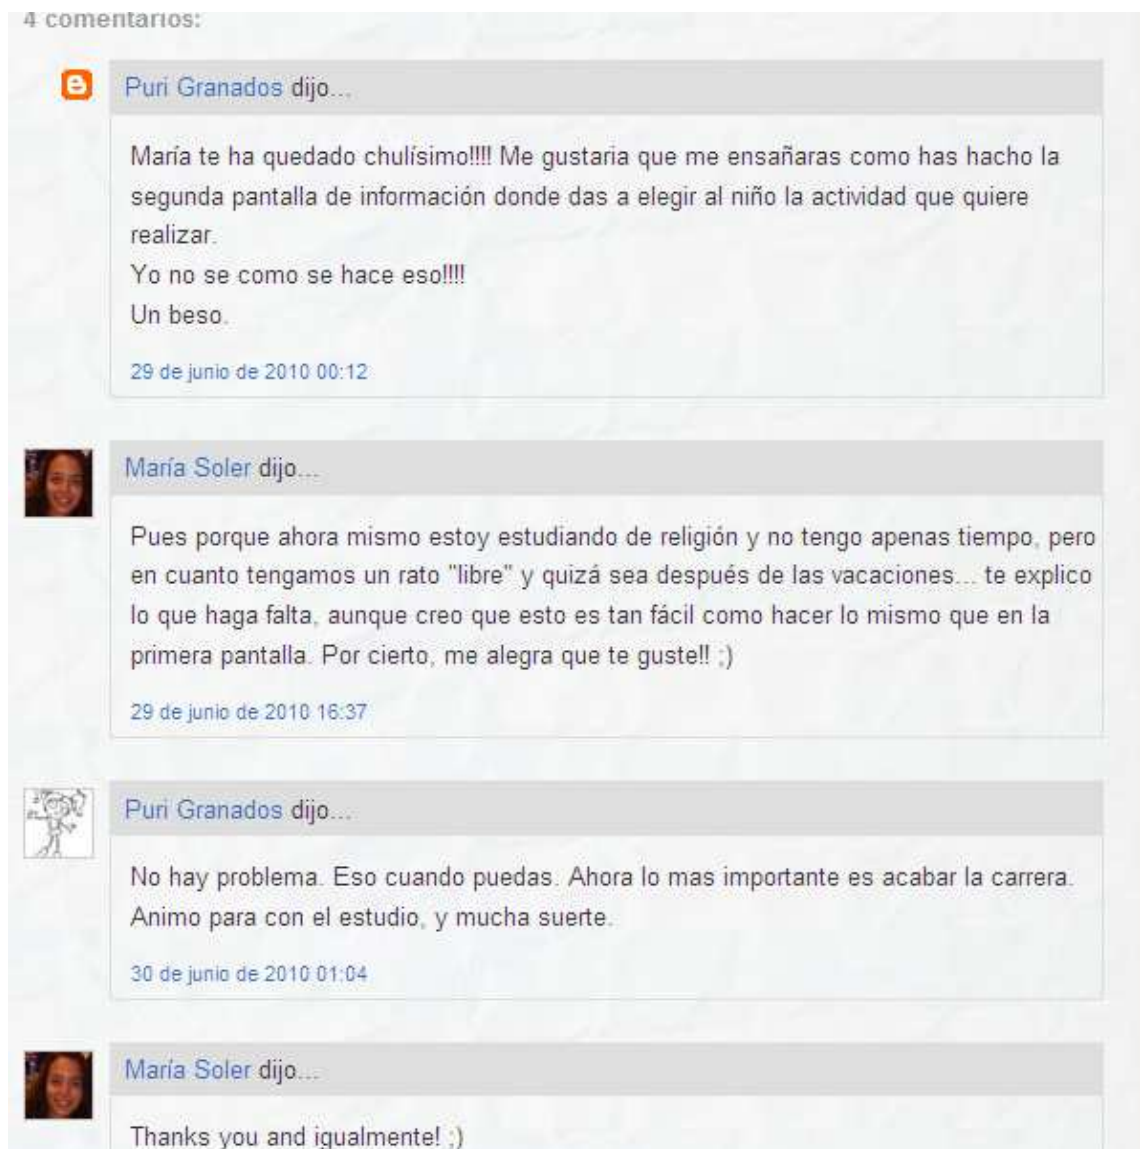 4 comentarios:
Puri Granados dijo...
María te ha quedado chulísimo!!!! Me gustaria que me ensañaras como has hacho la
segunda pantalla de información donde das a elegir al niño la actividad que quiere
realizar.
Yo no se como se hace eso!!!!
Un beso.
29 de junio de 2010 00:12
María Soler dijo...
Pues porque ahora mismo estoy estudiando de religión y no tengo apenas tiempo, pero
en cuanto tengamos un rato "libre" y quizá sea después de las vacaciones... te explico
lo que haga falta, aunque creo que esto es tan fácil como hacer lo mismo que en la
primera pantalla. Por cierto, me alegra que te guste!! ;)
29 de junio de 2010 16:37
Puri Granados dijo...
No hay problema. Eso cuando puedas. Ahora lo mas importante es acabar la carrera.
Animo para con el estudio, y mucha suerte.
30 de junio de 2010 01:04
María Soler dijo...
Thanks you and igualmente! ;)